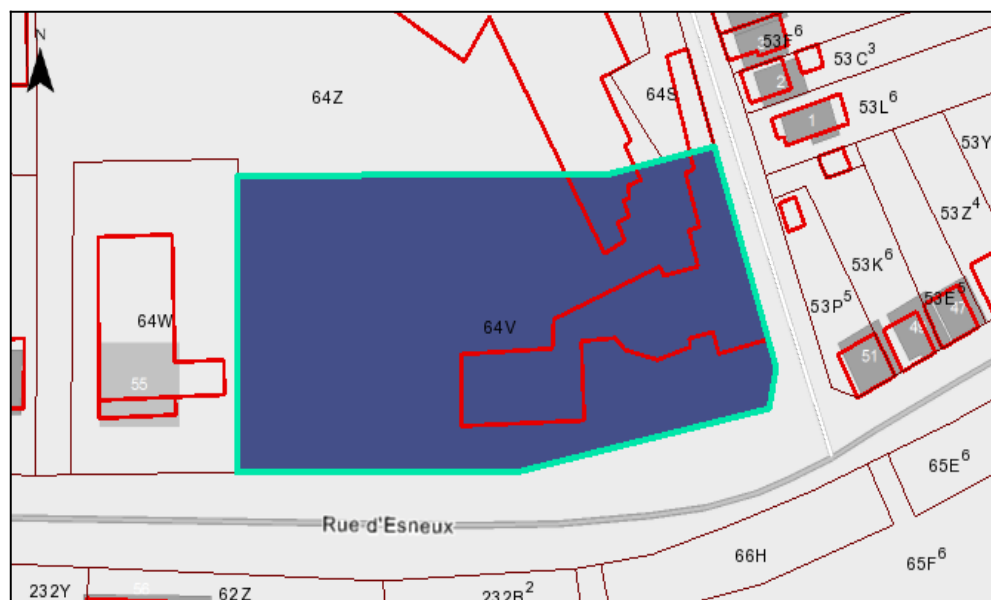 N
53F⁶
53C³
2
64Z
64S
53L⁶
1
53Y
53Z⁴
53K⁶
53E⁵
53P⁵
47
64W
64V
51
55
65E⁶
Rue d'Esneux
66H
65F⁶
232Y
56
62Z
232B²